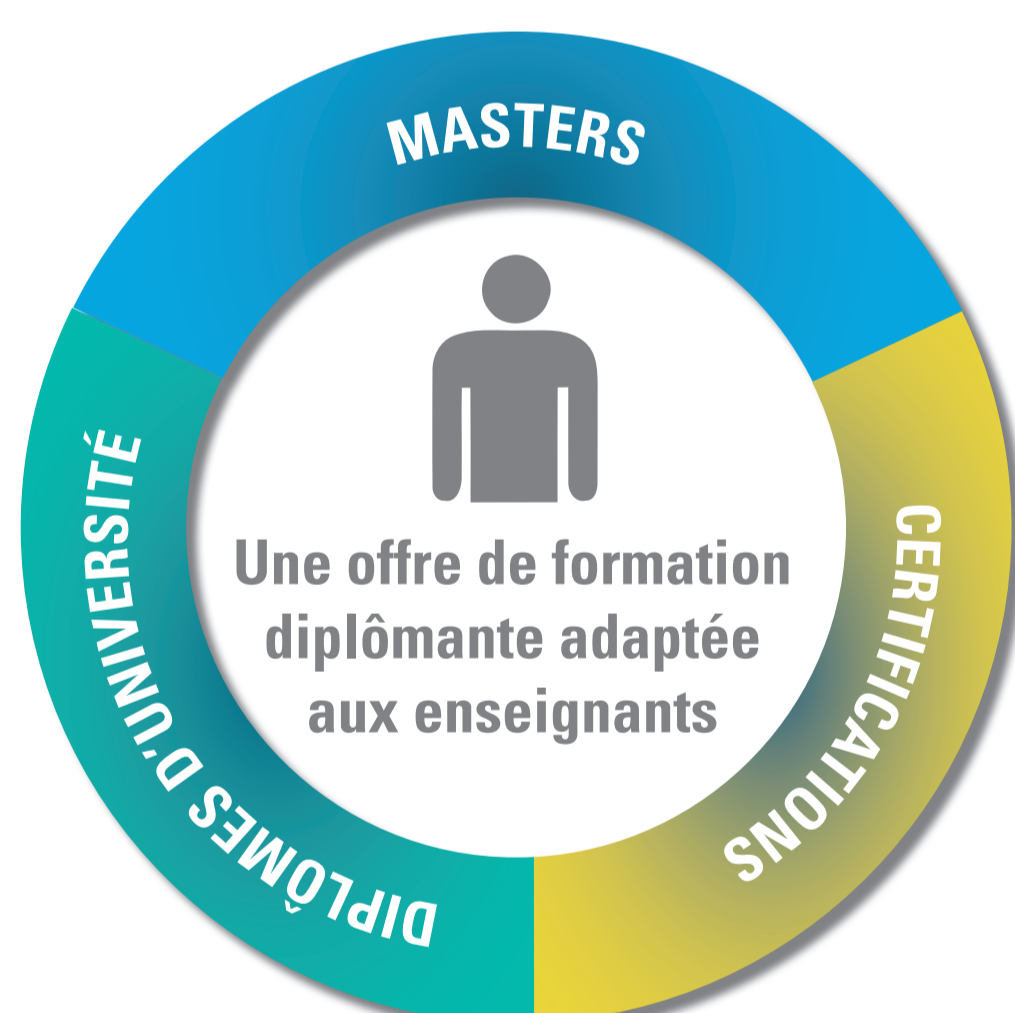 MASTERS
Une offre de formation
diplômante adaptée
aux enseignants
CERTIFICATIONS
DIPLÔMES D'UNIVERSITÉ